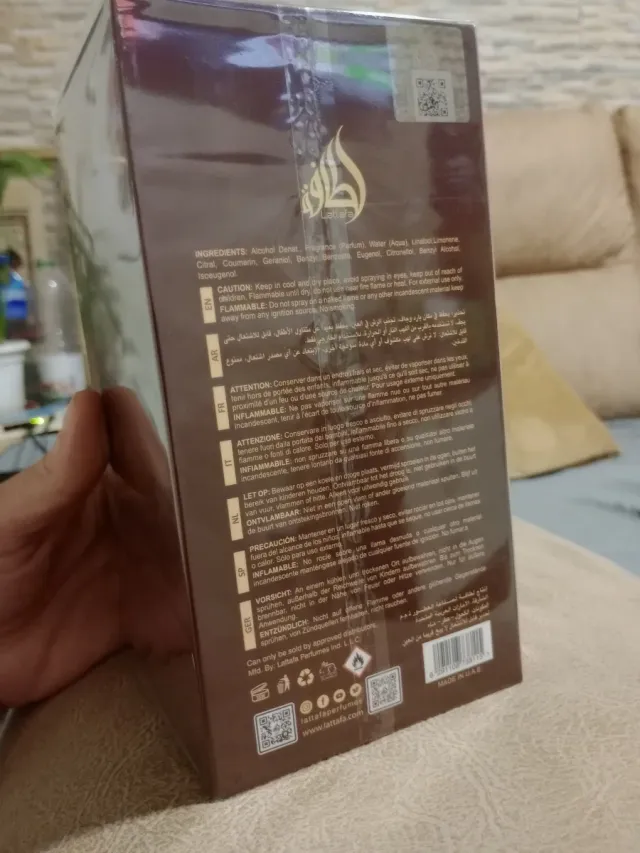 لطافة
Lattafa
INGREDIENTS: Alcohol Denat., Fragrance (Parfum), Water (Aqua), Linalool, Limonene,
Citral, Coumarin, Geraniol, Benzyl Benzoate, Eugenol, Citronellol, Benzyl Alcohol,
Isoeugenol.
EN
CAUTION: Keep in cool and dry place, avoid spraying in eyes, keep out of reach of
children. Flammable until dry, do not use near fire flame or heat. For external use only.
FLAMMABLE: Do not spray on a naked flame or any other incandescent material keep
away from any ignition source. No smoking.
AR
FR
ATTENTION: Conserver dans un endroit frais et sec, éviter de vaporiser dans les yeux,
tenir hors de portée des enfants, inflammable jusqu'à ce qu'il soit sec, ne pas utiliser à
proximité d'un feu ou d'une source de chaleur. Pour usage externe uniquement.
INFLAMMABLE: Ne pas vaporiser sur une flamme nue ou sur tout autre matériau
incandescent, tenir à l'écart de toute source d'inflammation, ne pas fumer.
IT
ATTENZIONE: Conservare in luogo fresco e asciutto, evitare di spruzzare negli occhi,
tenere fuori dalla portata dei bambini, infiammabile fino a secco, non utilizzare vicino a
fiamme o fonti di calore. Solo per uso esterno.
INFIAMMABILE: non spruzzare su una fiamma libera o su qualsiasi altro materiale
incandescente, tenere lontano da qualsiasi fonti di accensione, non fumare.
NL
LET OP: Bewaar op een koele en droge plaats, vermijd sproeien in de ogen, buiten het
bereik van kinderen houden. Ontvlambaar tot het droog is, niet gebruiken in de buurt
van vuur, vlammen of hitte. Alleen voor uitwendig gebruik.
ONTVLAMBAAR: Niet in een open vlam of ander gloeiend materiaal spuiten. Blijf uit
de buurt van ontstekingsbronnen. Niet roken.
SP
PRECAUCIÓN: Mantener en un lugar fresco y seco, evitar rociar en los ojos, mantener
fuera del alcance de los niños, inflamable hasta que se seque, no usar cerca de llamas
o calor. Sólo para uso externo.
INFLAMABLE: No rocíe sobre una llama desnuda o cualquier otro material
incandescente manténgase alejado de cualquier fuente de ignición. No fumara
GER
VORSICHT: An einem kühlen und trockenen Ort aufbewahren, nicht in die Augen
sprühen, außerhalb der Reichweite von Kindern aufbewahren. Bis zum Trocknen
brennbar, nicht in der Nähe von Feuer oder Hitze verwenden. Nur für äußere
Anwendung.
ENTZÜKLICH: Nicht auf offene Flamme oder andere glühende Gegenstände
sprühen, von Zündquellen fernhalten, nicht rauchen.
Can only be sold by approved distributors.
Mfd. By: Lattafa Perfumes Ind. L.L.C.
lattafaperfumes
www.lattafa.com
MADE IN U.A.E.